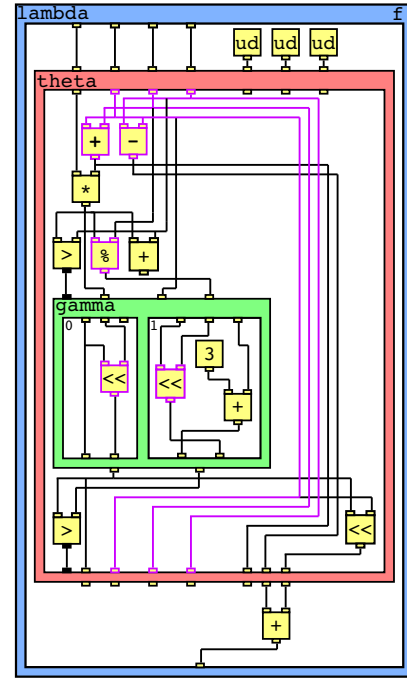 lambda f
ud ud ud
theta
+ -
*
> % +
gamma
0 1
3
<< <<
+
> <<
+